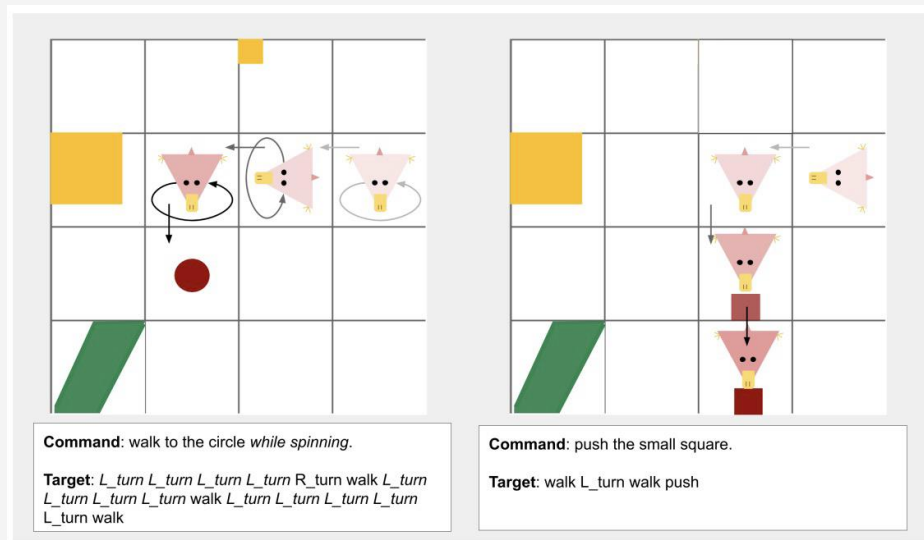 Command: walk to the circle while spinning.
Target: L_turn L_turn L_turn L_turn R_turn walk L_turn
L_turn L_turn L_turn walk L_turn L_turn L_turn L_turn
L_turn walk
Command: push the small square.
Target: walk L_turn walk push